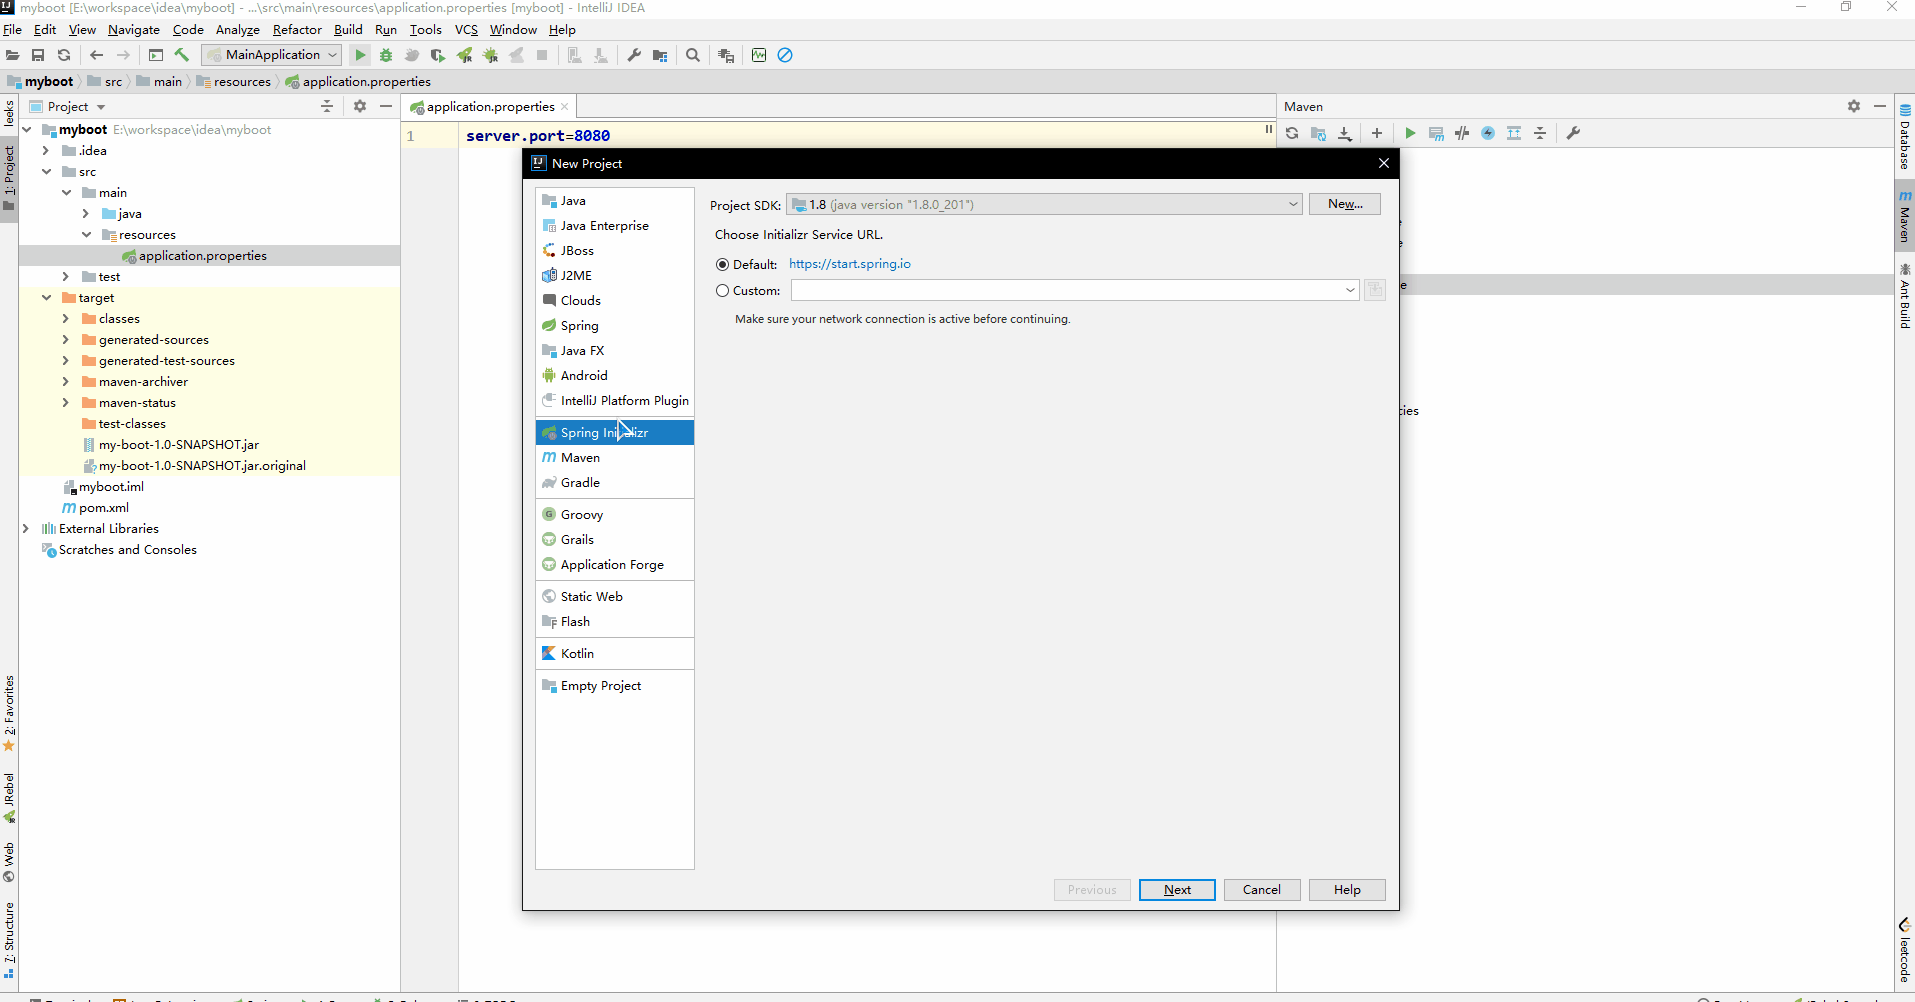 myboot [E:\workspace\idea\myboot] - ...\src\main\resources\application.properties [myboot] - IntelliJ IDEA
File Edit View Navigate Code Analyze Refactor Build Run Tools VCS Window Help
MainApplication
myboot src main resources application.properties
Project
application.properties
Maven
leeks
1: Project
2: Favorites
JRebel
Web
7: Structure
myboot E:\workspace\idea\myboot
.idea
src
main
java
resources
application.properties
test
target
classes
generated-sources
generated-test-sources
maven-archiver
maven-status
test-classes
my-boot-1.0-SNAPSHOT.jar
my-boot-1.0-SNAPSHOT.jar.original
myboot.iml
pom.xml
External Libraries
Scratches and Consoles
1 server.port=8080
New Project
Java
Java Enterprise
JBoss
J2ME
Clouds
Spring
Java FX
Android
IntelliJ Platform Plugin
Spring Initializr
Maven
Gradle
Groovy
Grails
Application Forge
Static Web
Flash
Kotlin
Empty Project
Project SDK: 1.8 (java version "1.8.0_201") New...
Choose Initializr Service URL.
Default: https://start.spring.io
Custom:
Make sure your network connection is active before continuing.
Previous Next Cancel Help
Database
Maven
Ant Build
leetcode